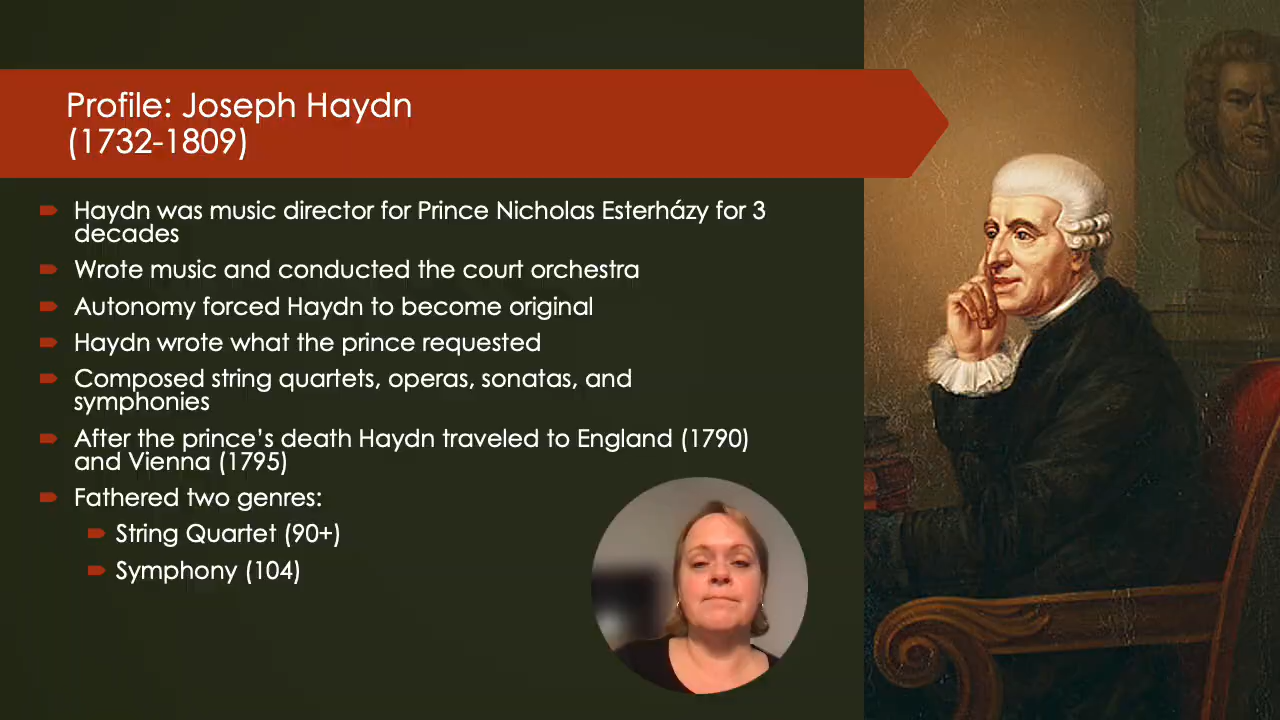 Profile: Joseph Haydn
(1732-1809)
Haydn was music director for Prince Nicholas Esterházy for 3
decades
Wrote music and conducted the court orchestra
Autonomy forced Haydn to become original
Haydn wrote what the prince requested
Composed string quartets, operas, sonatas, and
symphonies
After the prince’s death Haydn traveled to England (1790)
and Vienna (1795)
Fathered two genres:
String Quartet (90+)
Symphony (104)